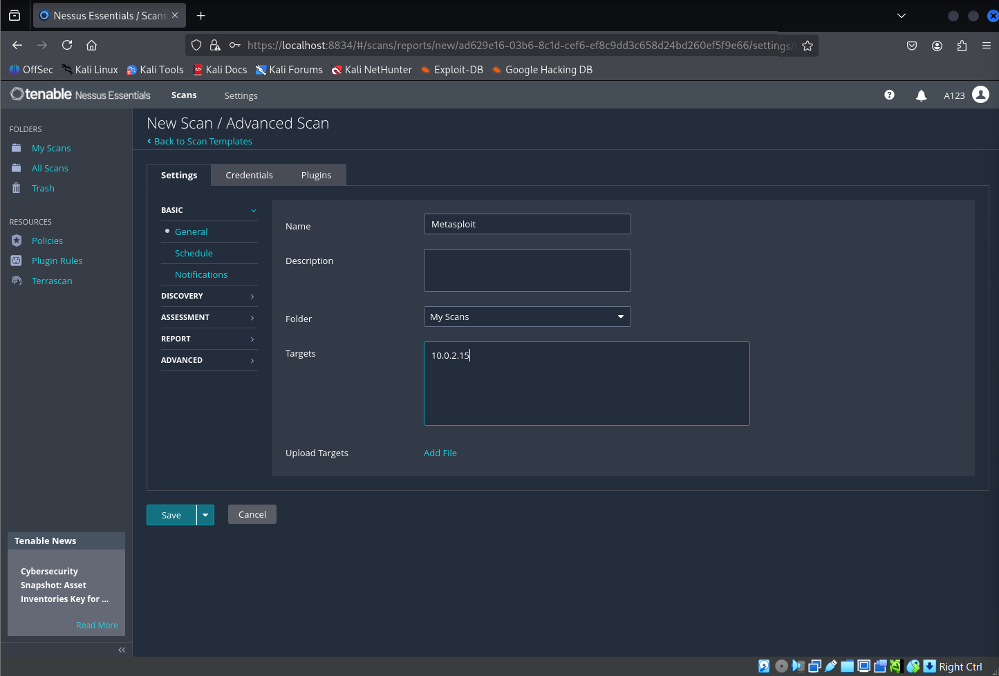 Nessus Essentials / Scans
https://localhost:8834/#/scans/reports/new/ad629e16-03b6-8c1d-cef6-ef8c9dd3c658d24bd260ef5f9e66/settings/
OffSec Kali Linux Kali Tools Kali Docs Kali Forums Kali NetHunter Exploit-DB Google Hacking DB
tenable Nessus Essentials Scans Settings A123
FOLDERS
My Scans
All Scans
Trash
RESOURCES
Policies
Plugin Rules
Terrascan
Tenable News
Cybersecurity
Snapshot: Asset
Inventories Key for ...
Read More
New Scan / Advanced Scan
Back to Scan Templates
Settings Credentials Plugins
BASIC
General
Schedule
Notifications
DISCOVERY
ASSESSMENT
REPORT
ADVANCED
Name Metasploit
Description
Folder My Scans
Targets 10.0.2.15
Upload Targets Add File
Save Cancel
Right Ctrl